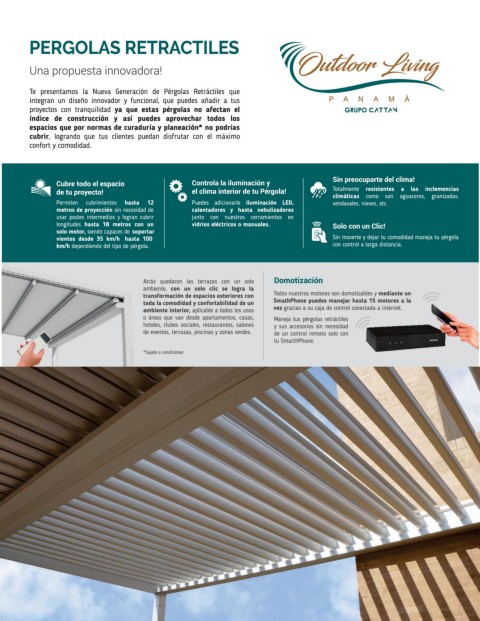 PERGOLAS RETRACTILES
Una propuesta innovadora!
Te presentamos la Nueva Generación de Pérgolas Retráctiles que
integran un diseño innovador y funcional, que puedes añadir a tus
proyectos con tranquilidad ya que estas pérgolas no afectan el
índice de construcción y así puedes aprovechar todos los
espacios que por normas de curaduría y planeación* no podrías
cubrir, logrando que tus clientes puedan disfrutar con el máximo
confort y comodidad.
Outdoor Living
PANAMÁ
GRUPO CATTAN
Cubre todo el espacio
de tu proyecto!
Permiten cubrimientos hasta 12
metros de proyección sin necesidad de
usar postes intermedios y logran cubrir
longitudes hasta 18 metros con un
solo motor, siendo capaces de soportar
vientos desde 35 km/h hasta 100
km/h dependiendo del tipo de pérgola.
Controla la iluminación y
el clima interior de tu Pérgola!
Puedes adicionarle iluminación LED,
calentadores y hasta nebulizadores
junto con nuestros cerramientos en
vidrios eléctricos o manuales.
Sin preocuparte del clima!
Totalmente resistentes a las inclemencias
climáticas como son aguaceros, granizadas,
vendavales, nieves, etc.
Solo con un Clic!
Sin moverte y dejar tu comodidad maneja tu pérgola
con control a larga distancia.
Atrás quedaron las terrazas con un solo
ambiente, con un solo clic se logra la
transformación de espacios exteriores con
toda la comodidad y confortabilidad de un
ambiente interior, aplicable a todos los usos
o áreas que van desde apartamentos, casas,
hoteles, clubes sociales, restaurantes, salones
de eventos, terrazas, piscinas y zonas verdes.
*Sujeto a condiciones
Domotización
Todos nuestros motores son domotizables y mediante un
SmathPhone puedes manejar hasta 15 motores a la
vez gracias a su caja de control conectada a internet.
Maneja tus pérgolas retráctiles
y sus accesorios sin necesidad
de un control remoto solo con
tu SmarthPhone.